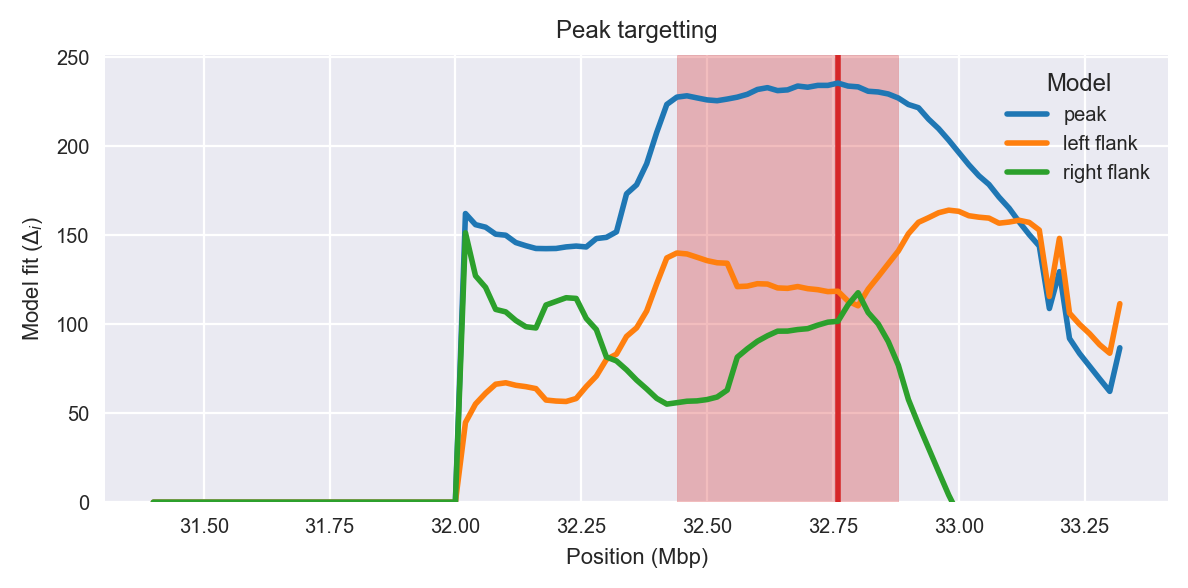 Peak targetting
250
200
150
100
50
0
Model fit (Δi)
Model
peak
left flank
right flank
31.50 31.75 32.00 32.25 32.50 32.75 33.00 33.25
Position (Mbp)